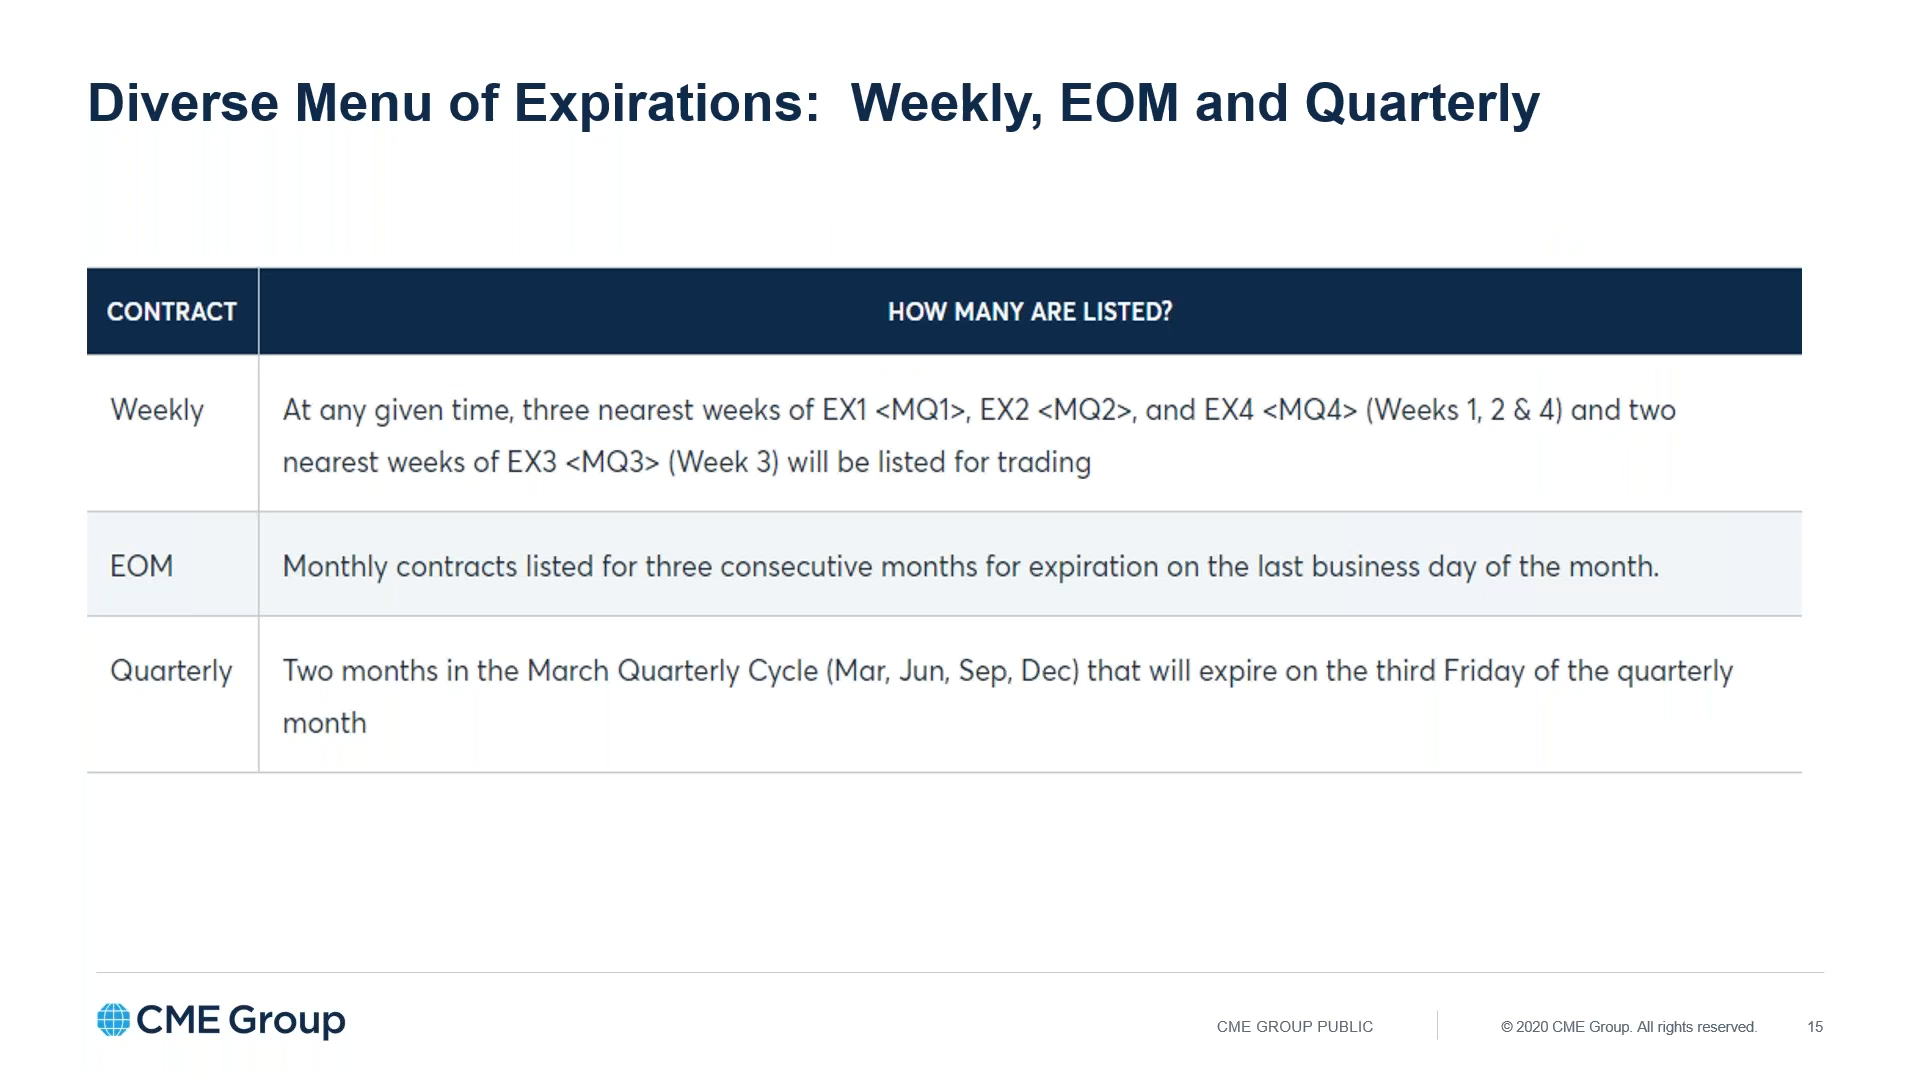 Diverse Menu of Expirations:  Weekly, EOM and Quarterly
CONTRACT
HOW MANY ARE LISTED?
Weekly
At any given time, three nearest weeks of EX1 <MQ1>, EX2 <MQ2>, and EX4 <MQ4> (Weeks 1, 2 & 4) and two
nearest weeks of EX3 <MQ3> (Week 3) will be listed for trading
EOM
Monthly contracts listed for three consecutive months for expiration on the last business day of the month.
Quarterly
Two months in the March Quarterly Cycle (Mar, Jun, Sep, Dec) that will expire on the third Friday of the quarterly
month
CME Group
CME GROUP PUBLIC
© 2020 CME Group. All rights reserved.
15